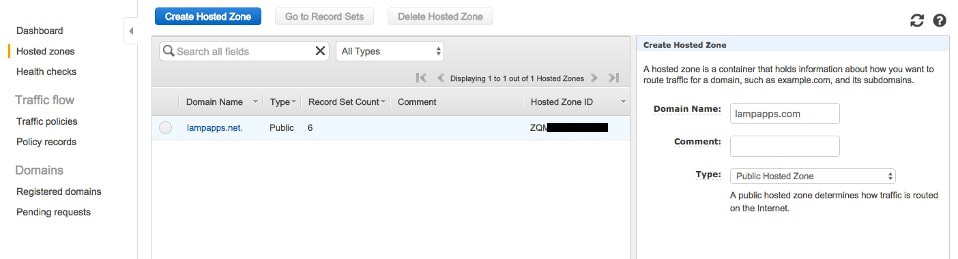 Create Hosted Zone
Go to Record Sets
Delete Hosted Zone
Dashboard
Hosted zones
Health checks
Traffic flow
Traffic policies
Policy records
Domains
Registered domains
Pending requests
Search all fields
All Types
Displaying 1 to 1 out of 1 Hosted Zones
Domain Name Type Record Set Count Comment Hosted Zone ID
lampapps.net. Public 6 ZQM
Create Hosted Zone
A hosted zone is a container that holds information about how you want to
route traffic for a domain, such as example.com, and its subdomains.
Domain Name: lampapps.com
Comment:
Type: Public Hosted Zone
A public hosted zone determines how traffic is routed
on the Internet.